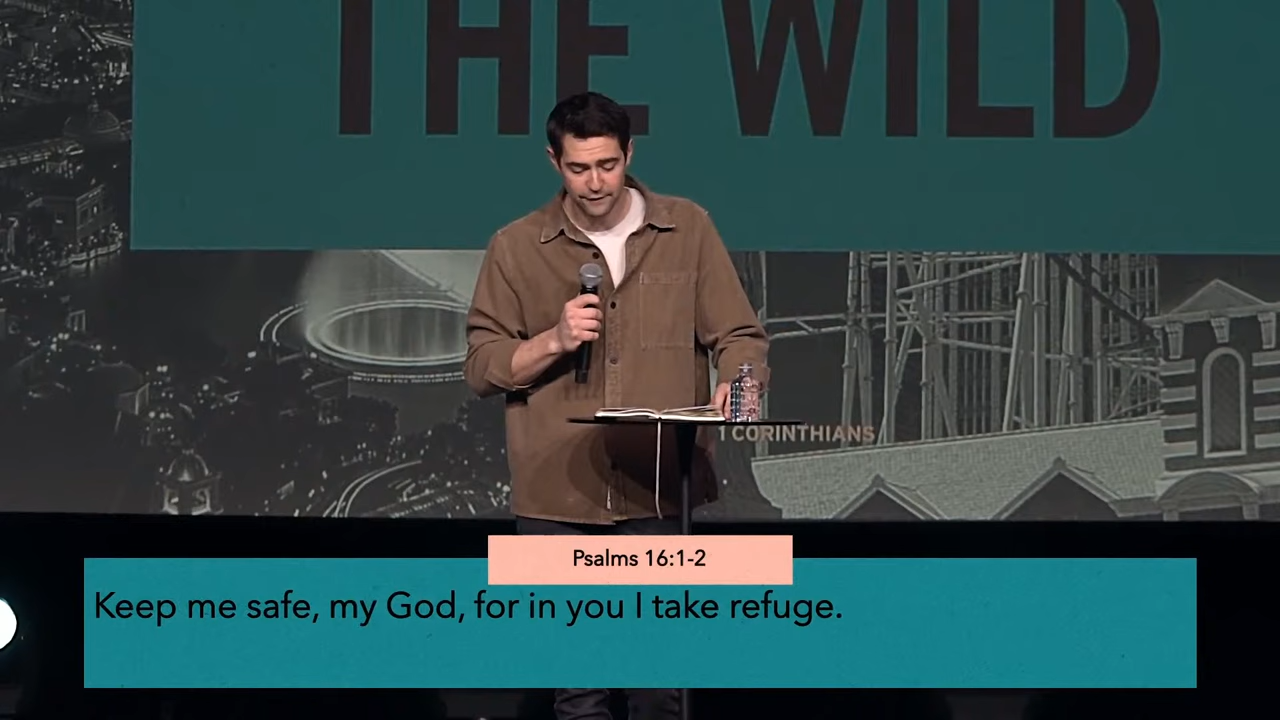 THE WILD
1 CORINTHIANS
Psalms 16:1-2
Keep me safe, my God, for in you I take refuge.